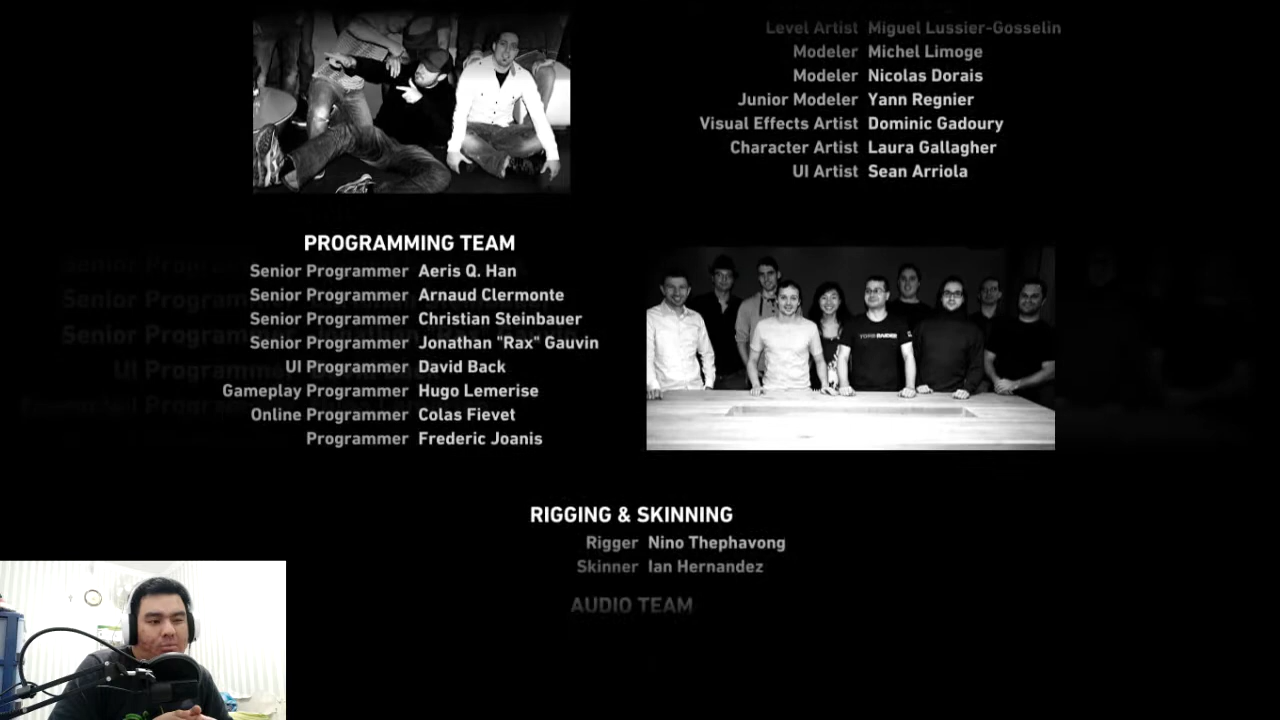 Level Artist Miguel Lussier-Gosselin
Modeler Michel Limoge
Modeler Nicolas Dorais
Junior Modeler Yann Regnier
Visual Effects Artist Dominic Gadoury
Character Artist Laura Gallagher
UI Artist Sean Arriola
PROGRAMMING TEAM
Senior Programmer Aeris Q. Han
Senior Programmer Arnaud Clermonte
Senior Programmer Christian Steinbauer
Senior Programmer Jonathan "Rax" Gauvin
UI Programmer David Back
Gameplay Programmer Hugo Lemerise
Online Programmer Colas Fievet
Programmer Frederic Joanis
TOMB RAIDER
RIGGING & SKINNING
Rigger Nino Thephavong
Skinner Ian Hernandez
AUDIO TEAM